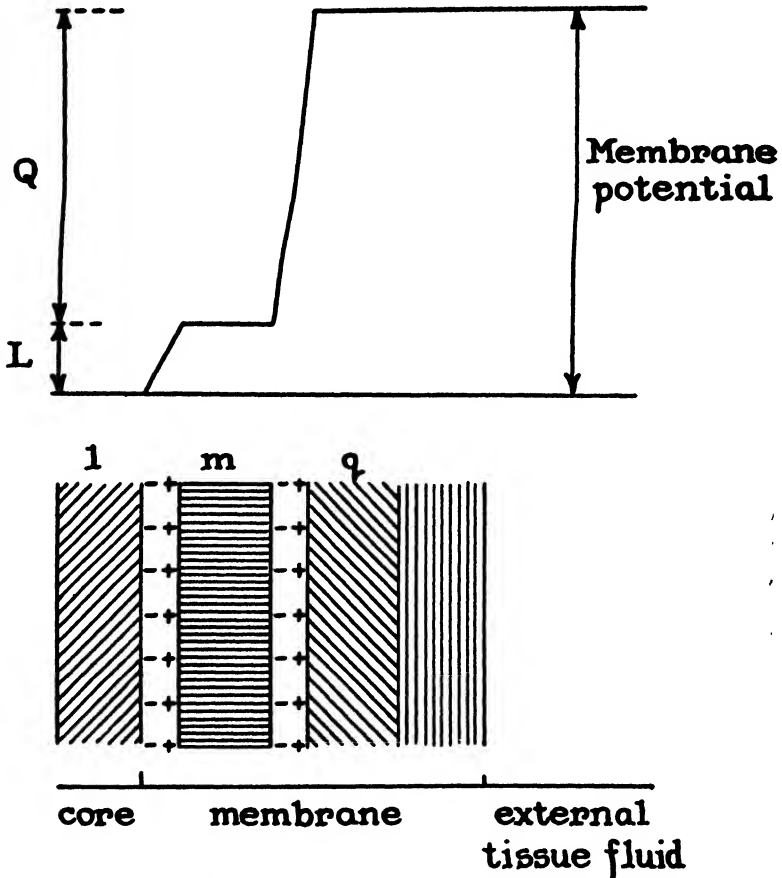 Q
Membrane
potential
L
l m q
- +   - +
- +   - +
- +   - +
- +   - +
- +   - +
- +   - +
- +   - +
core membrane external
tissue fluid